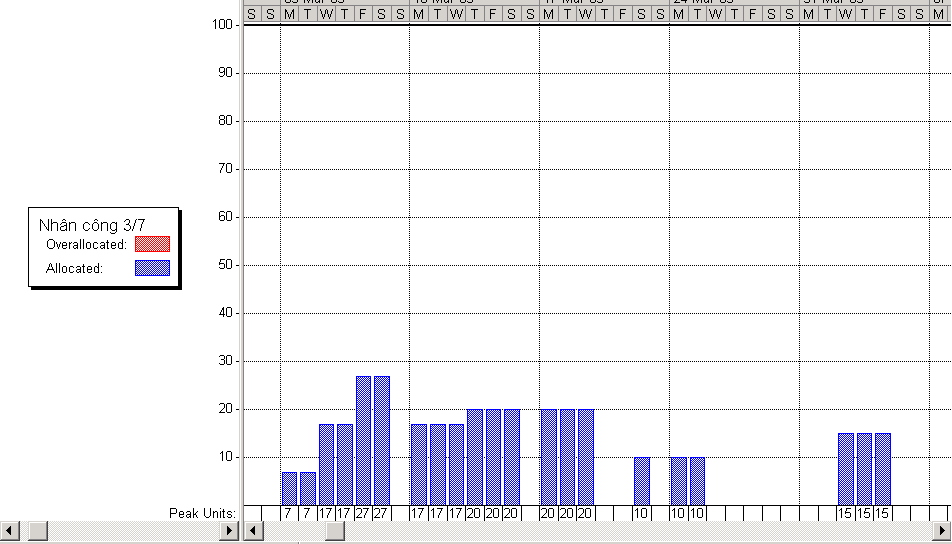 S S M T W T F S S M T W T F S S M T W T F S S M T W T F S S M T W T F S S M
100
90
80
70
60
50
40
30
20
10
Nhân công 3/7
Overallocated:
Allocated:
Peak Units: 7 7 17 17 27 27 17 17 17 20 20 20 20 20 20 10 10 10 15 15 15